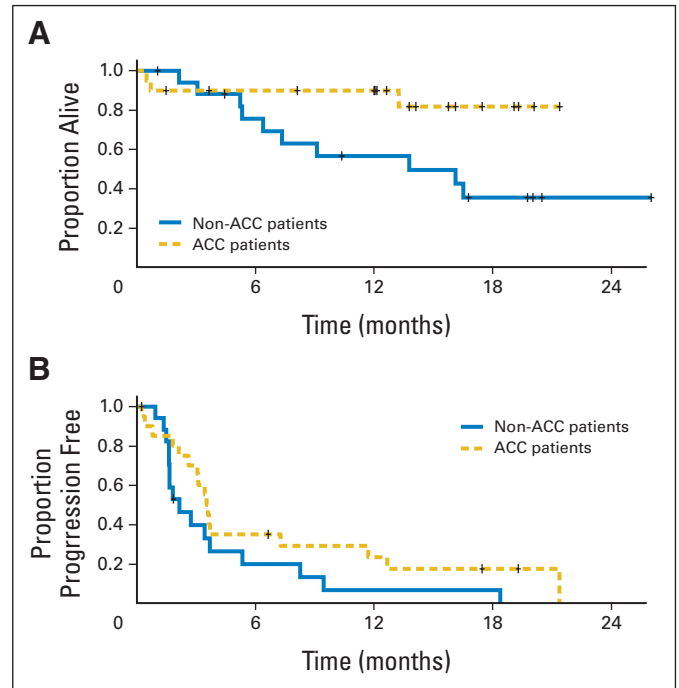 A
Proportion Alive
1.0
0.8
0.6
0.4
0.2
Non-ACC patients
ACC patients
0
6
12
18
24
Time (months)
B
Proportion
Progrression Free
1.0
0.8
0.6
0.4
0.2
Non-ACC patients
ACC patients
0
6
12
18
24
Time (months)